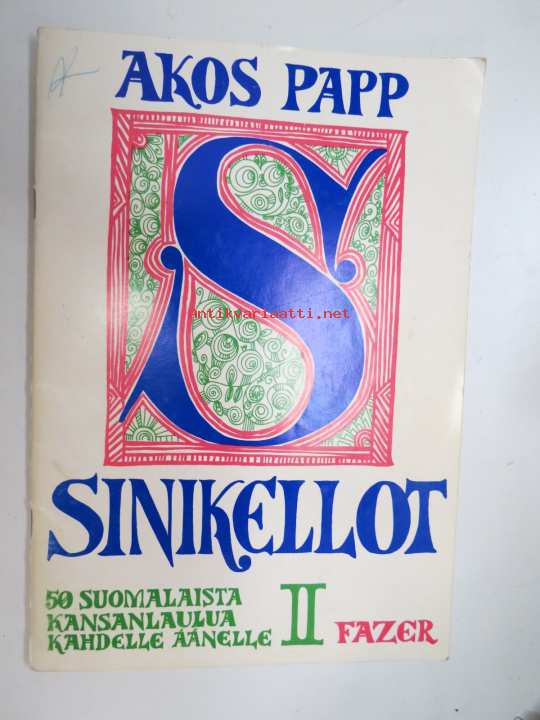 AKOS PAPP
S
antikvariaatti.net
SINIKELLOT
50 SUOMALAISTA
KANSANLAULUA
KAHDELLE ÄÄNELLE
II
FAZER